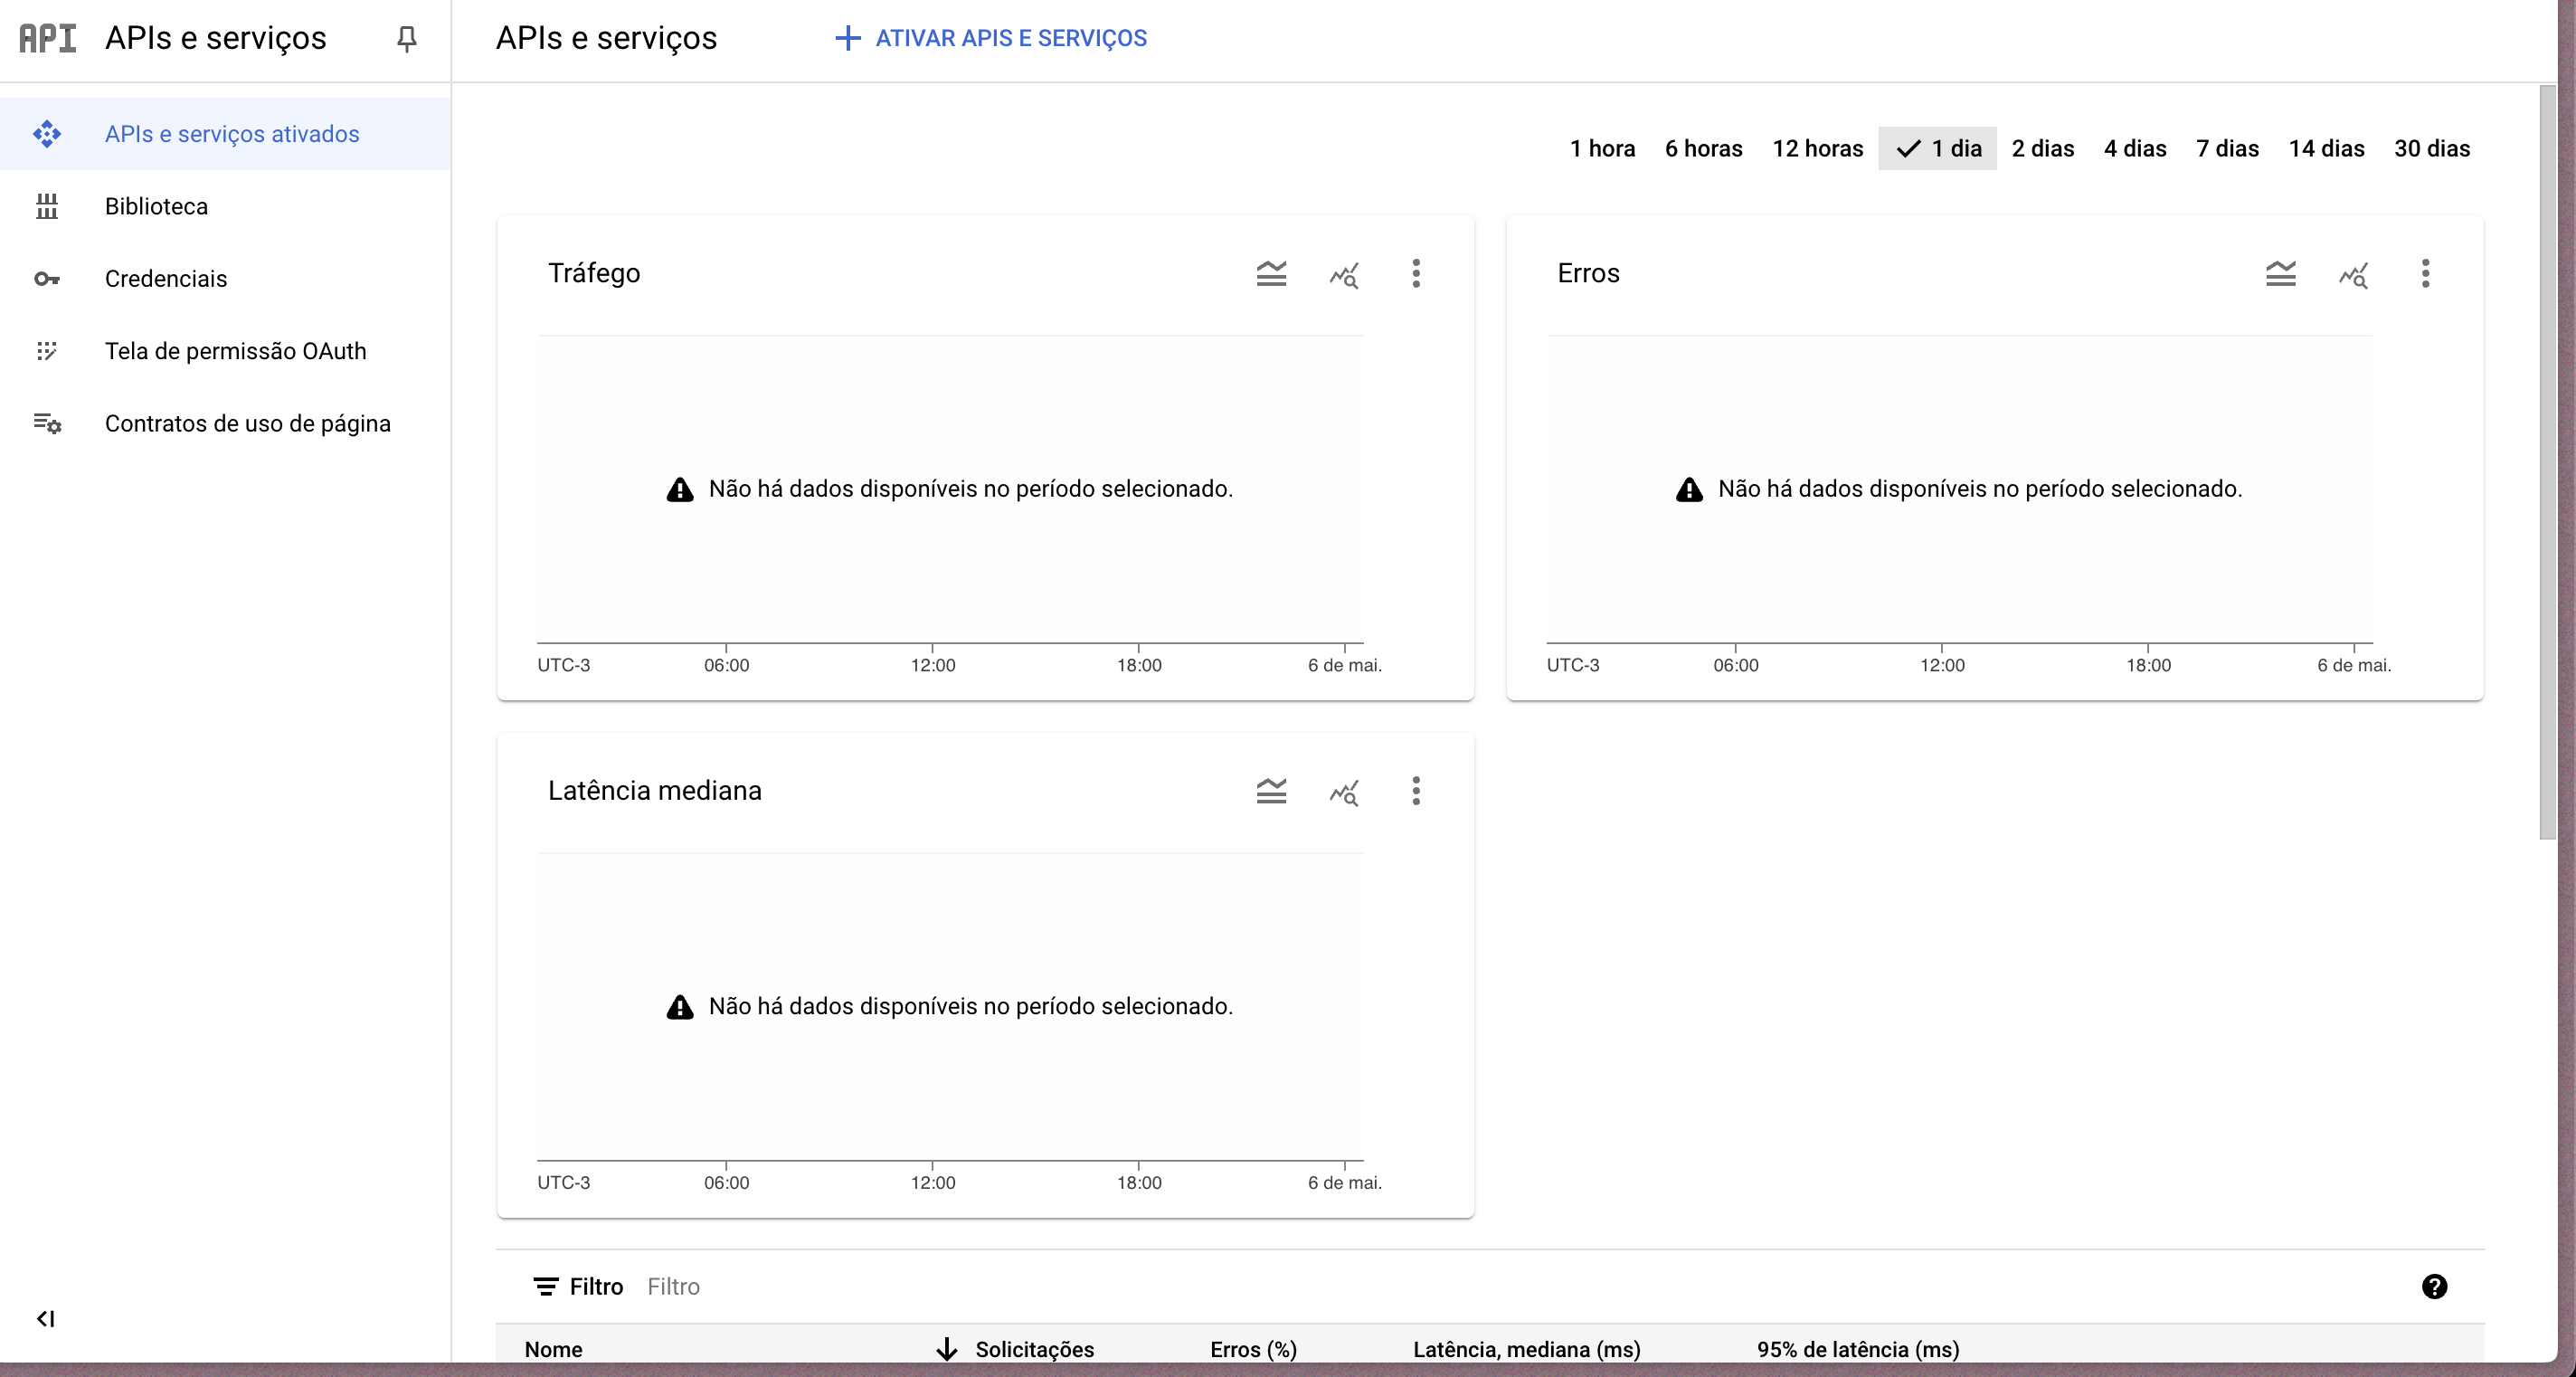 API APIs e serviços
APIs e serviços
ATIVAR APIS E SERVIÇOS
APIs e serviços ativados
Biblioteca
Credenciais
Tela de permissão OAuth
Contratos de uso de página
1 hora 6 horas 12 horas 1 dia 2 dias 4 dias 7 dias 14 dias 30 dias
Tráfego
Não há dados disponíveis no período selecionado.
UTC-3 06:00 12:00 18:00 6 de mai.
Erros
Não há dados disponíveis no período selecionado.
UTC-3 06:00 12:00 18:00 6 de mai.
Latência mediana
Não há dados disponíveis no período selecionado.
UTC-3 06:00 12:00 18:00 6 de mai.
Filtro Filtro
Nome Solicitações Erros (%) Latência, mediana (ms) 95% de latência (ms)